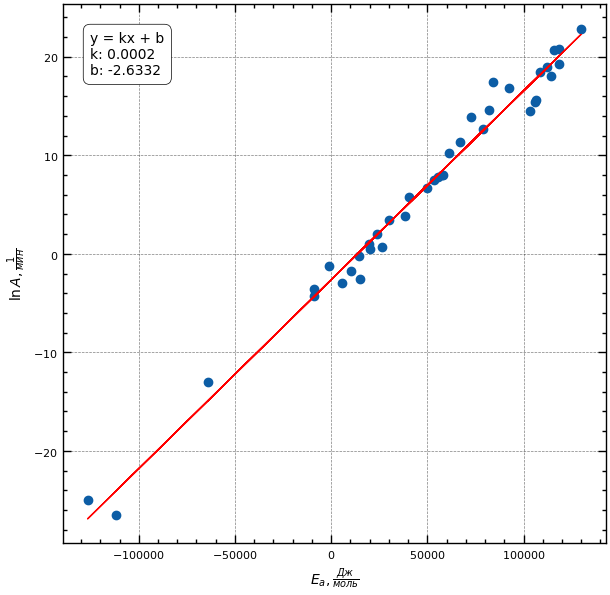 y = kx + b
k: 0.0002
b: -2.6332
20
10
0
−10
−20
ln A, 1/мин
−100000 −50000 0 50000 100000
Eₐ, Дж/моль